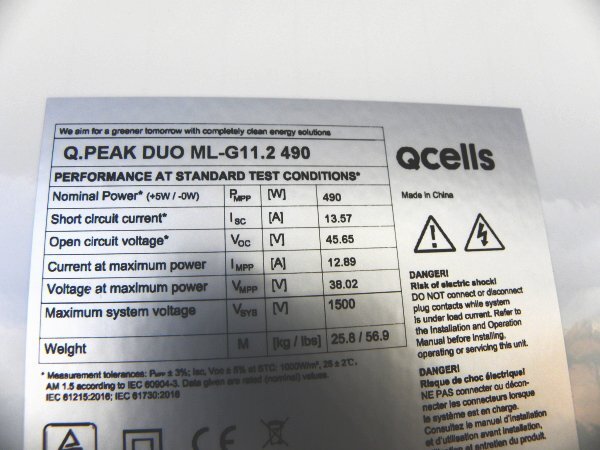 We aim for a greener tomorrow with completely clean energy solutions
Q.PEAK DUO ML-G11.2 490
PERFORMANCE AT STANDARD TEST CONDITIONS*
Nominal Power* (+5W / -0W) PMPP [W] 490
Short circuit current* ISC [A] 13.57
Open circuit voltage* VOC [V] 45.65
Current at maximum power IMPP [A] 12.89
Voltage at maximum power VMPP [V] 38.02
Maximum system voltage VSYS [V] 1500
Weight M [kg / lbs] 25.8 / 56.9
* Measurement tolerances: PMPP ± 3%; Isc, Voc ± 5% at STC: 1000W/m², 25 ± 2°C,
AM 1.5 according to IEC 60904-3. Data given are rated (nominal) values.
IEC 61215:2016; IEC 61730:2016
Qcells
Made in China
DANGER!
Risk of electric shock!
DO NOT connect or disconnect
plug contacts while system
is under load current. Refer to
the Installation and Operation
Manual before installing,
operating or servicing this unit.
DANGER!
Risque de choc électrique!
NE PAS connecter ou décon-
necter les connecteurs lorsque
le système est en charge.
Consultez le manuel d'installation
et d'utilisation avant installation,
utilisation et entretien du produit.
CE